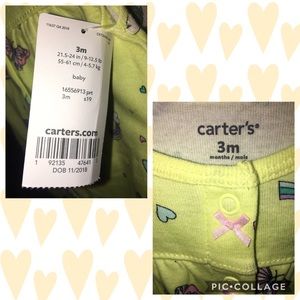 3m
21.5-24 in / 9-12.5 lb
55-61 cm / 4-5.7 kg
baby
16556913 prt
3m s19
carters.com
1 92135 47641
DOB 11/2018
carter's®
3m
months / mois
PIC•COLLAGE